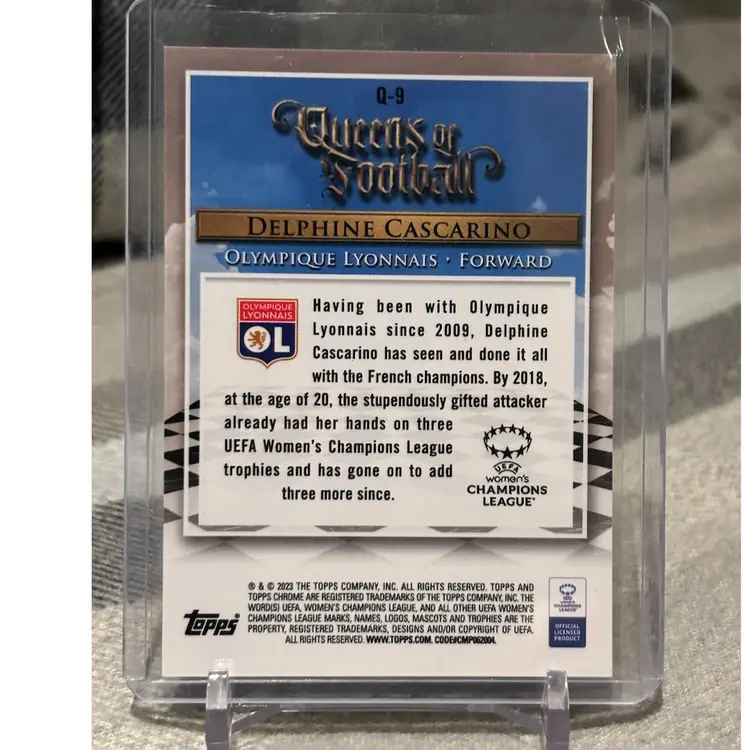 Q-9
Queens of
Football
DELPHINE CASCARINO
OLYMPIQUE LYONNAIS · FORWARD
OLYMPIQUE
LYONNAIS
OL
Having been with Olympique
Lyonnais since 2009, Delphine
Cascarino has seen and done it all
with the French champions. By 2018,
at the age of 20, the stupendously gifted attacker
already had her hands on three
UEFA Women's Champions League
trophies and has gone on to add
three more since.
UEFA
women's
CHAMPIONS
LEAGUE
® & © 2023 THE TOPPS COMPANY, INC. ALL RIGHTS RESERVED. TOPPS AND
TOPPS CHROME ARE REGISTERED TRADEMARKS OF THE TOPPS COMPANY, INC. THE
WORD(S) UEFA, WOMEN'S CHAMPIONS LEAGUE, AND ALL OTHER UEFA WOMEN'S
CHAMPIONS LEAGUE MARKS, NAMES, LOGOS, MASCOTS AND TROPHIES ARE THE
PROPERTY, REGISTERED TRADEMARKS, DESIGNS AND/OR COPYRIGHT OF UEFA.
ALL RIGHTS RESERVED. WWW.TOPPS.COM. CODE#CMP062004.
topps
CHAMPIONS
LEAGUE
OFFICIAL
LICENSED
PRODUCT